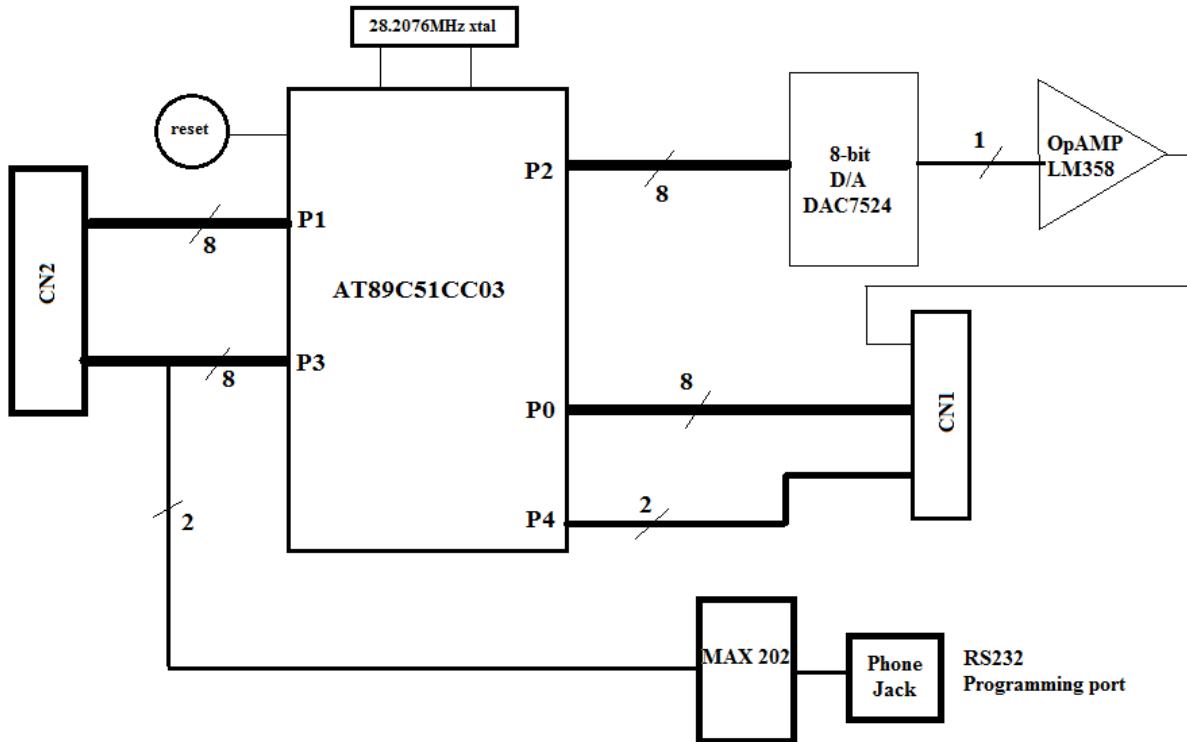 28.2076MHz xtal
reset
P2
8
8-bit
D/A
DAC7524
1
OpAMP
LM358
CN2
8
P1
AT89C51CC03
8
P3
P0
8
CN1
P4
2
2
MAX 202
Phone
Jack
RS232
Programming port